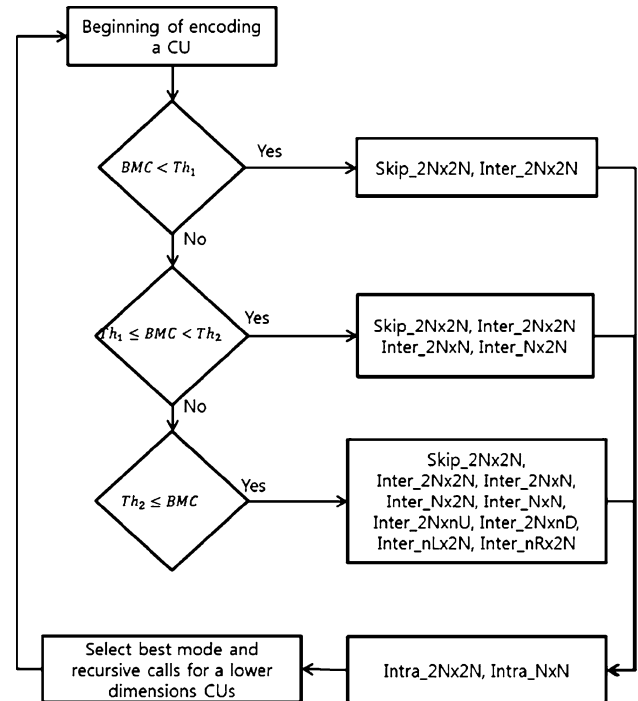 Beginning of encoding
a CU
BMC < Th₁
Yes
Skip_2Nx2N, Inter_2Nx2N
No
Th₁ ≤ BMC < Th₂
Yes
Skip_2Nx2N, Inter_2Nx2N
Inter_2NxN, Inter_Nx2N
No
Th₂ ≤ BMC
Yes
Skip_2Nx2N,
Inter_2Nx2N, Inter_2NxN,
Inter_Nx2N, Inter_NxN,
Inter_2NxnU, Inter_2NxnD,
Inter_nLx2N, Inter_nRx2N
Select best mode and
recursive calls for a lower
dimensions CUs
Intra_2Nx2N, Intra_NxN